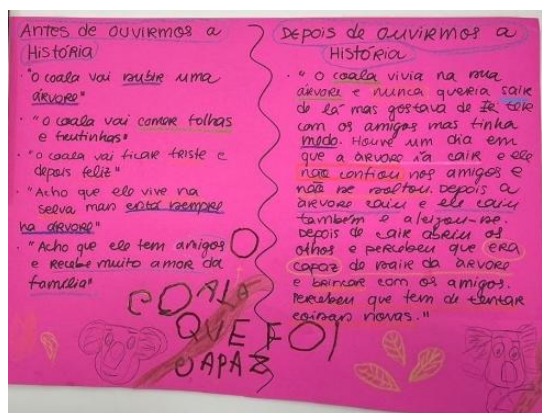 Antes de ouvirmos a
História
· "O coala vai subir uma
árvore"
· "O coala vai comer folhas
e frutinhas"
· "O coala vai ficar triste e
depois feliz"
· "Acho que ele vive na
selva mas está sempre
na árvore"
· "Acho que ele tem amigos
e recebe muito amor da
família"
Depois de ouvirmos a
História
· "O coala vivia na sua
árvore e nunca queria sair
de lá mas gostava de
com os amigos mas tinha
medo. Houve um dia em
que a árvore ia cair e ele
não confiou nos amigos e
não se soltou. Depois a
árvore caiu e ele caiu
também e aleijou-se.
Depois de cair abriu os
olhos e percebeu que era
capaz de sair da árvore
e brincar com os amigos.
Percebeu que tem de tentar
coisas novas."
O
COALA
QUE FOI
CAPAZ